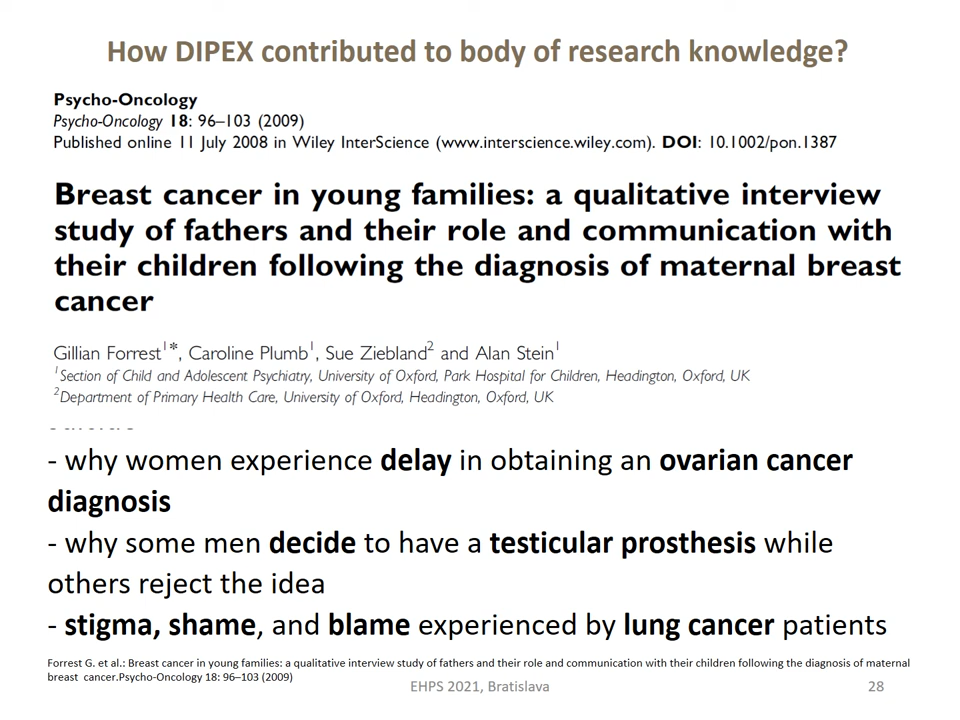 How DIPEX contributed to body of research knowledge?
Psycho-Oncology
Psycho-Oncology 18: 96–103 (2009)
Published online 11 July 2008 in Wiley InterScience (www.interscience.wiley.com). DOI: 10.1002/pon.1387
Breast cancer in young families: a qualitative interview
study of fathers and their role and communication with
their children following the diagnosis of maternal breast
cancer
Gillian Forrest1*, Caroline Plumb1, Sue Ziebland2 and Alan Stein1
1Section of Child and Adolescent Psychiatry, University of Oxford, Park Hospital for Children, Headington, Oxford, UK
2Department of Primary Health Care, University of Oxford, Headington, Oxford, UK
- why women experience delay in obtaining an ovarian cancer
diagnosis
- why some men decide to have a testicular prosthesis while
others reject the idea
- stigma, shame, and blame experienced by lung cancer patients
Forrest G. et al.: Breast cancer in young families: a qualitative interview study of fathers and their role and communication with their children following the diagnosis of maternal
breast cancer.Psycho-Oncology 18: 96–103 (2009)
EHPS 2021, Bratislava
28